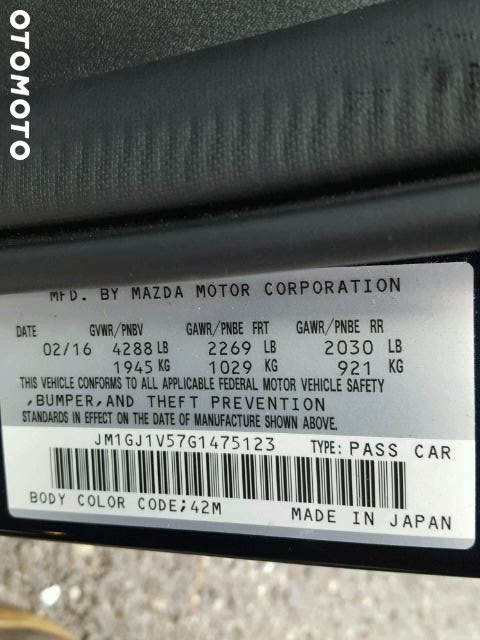 OTOMOTO
MFD. BY MAZDA MOTOR CORPORATION
DATE GVWR/PNBV GAWR/PNBE FRT GAWR/PNBE RR
02/16 4288 LB 2269 LB 2030 LB
1945 KG 1029 KG 921 KG
THIS VEHICLE CONFORMS TO ALL APPLICABLE FEDERAL MOTOR VEHICLE SAFETY
,BUMPER,AND THEFT PREVENTION
STANDARDS IN EFFECT ON THE DATE OF MANUFACTURE SHOWN ABOVE.
JM1GJ1V57G1475123 TYPE: PASS CAR
BODY COLOR CODE;42M
MADE IN JAPAN